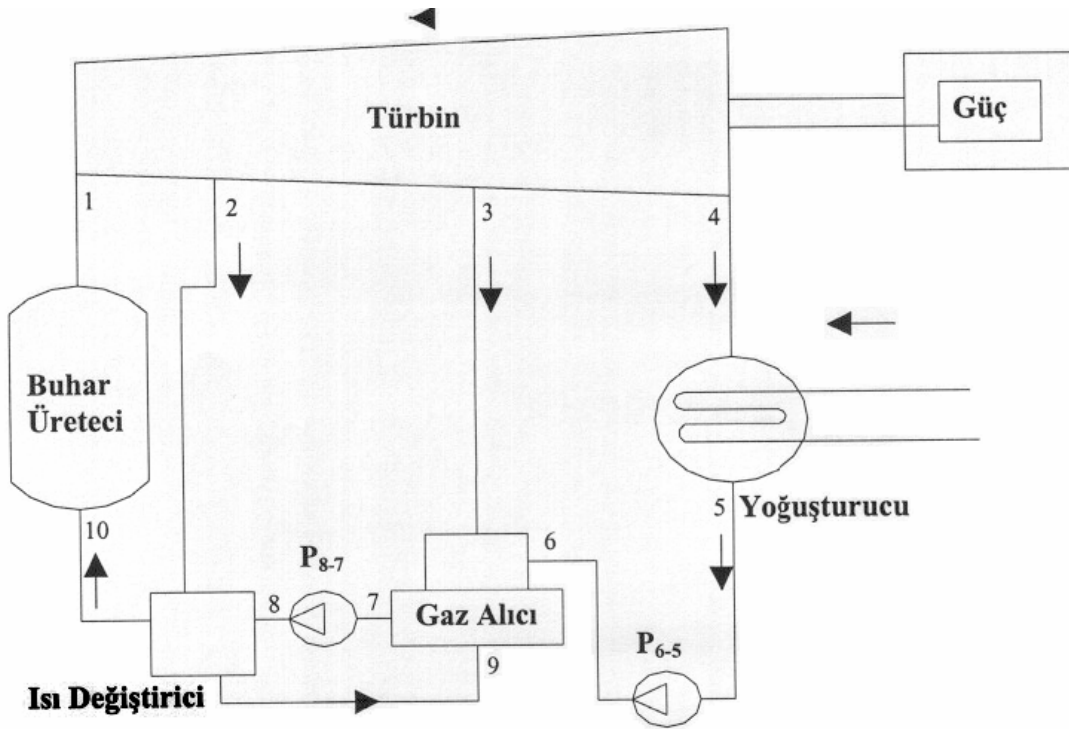 Türbin
Güç
1
2
3
4
Buhar
Üreteci
5
Yoğuşturucu
10
P8-7
6
8
7
Gaz Alıcı
P6-5
9
Isı Değiştirici